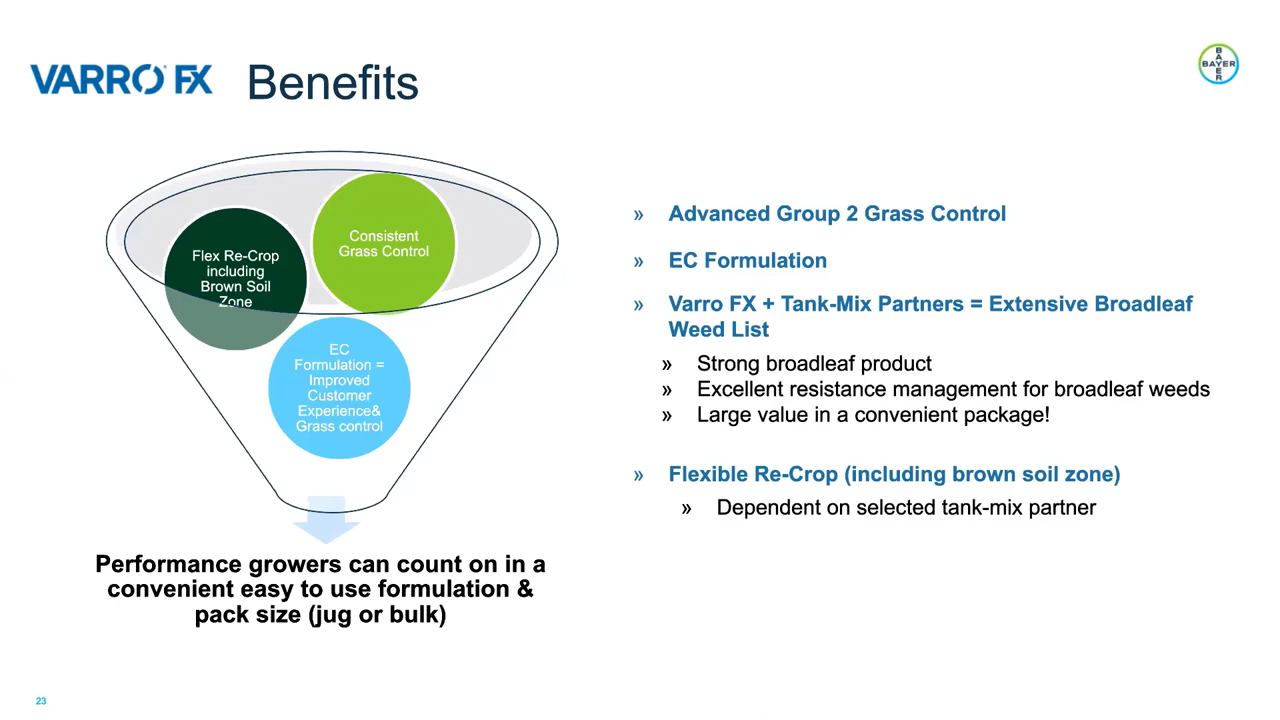 VARRO FX Benefits
BAYER
BAYER
Consistent
Grass Control
Flex Re-Crop
including
Brown Soil
Zone
EC
Formulation =
Improved
Customer
Experience&
Grass control
Performance growers can count on in a
convenient easy to use formulation &
pack size (jug or bulk)
» Advanced Group 2 Grass Control
» EC Formulation
» Varro FX + Tank-Mix Partners = Extensive Broadleaf
Weed List
» Strong broadleaf product
» Excellent resistance management for broadleaf weeds
» Large value in a convenient package!
» Flexible Re-Crop (including brown soil zone)
» Dependent on selected tank-mix partner
23